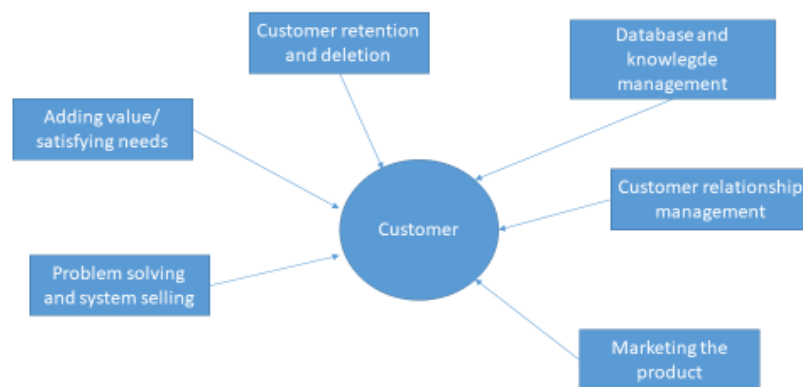 Customer retention
and deletion
Database and
knowlegde
management
Adding value/
satisfying needs
Customer relationship
management
Customer
Problem solving
and system selling
Marketing the
product